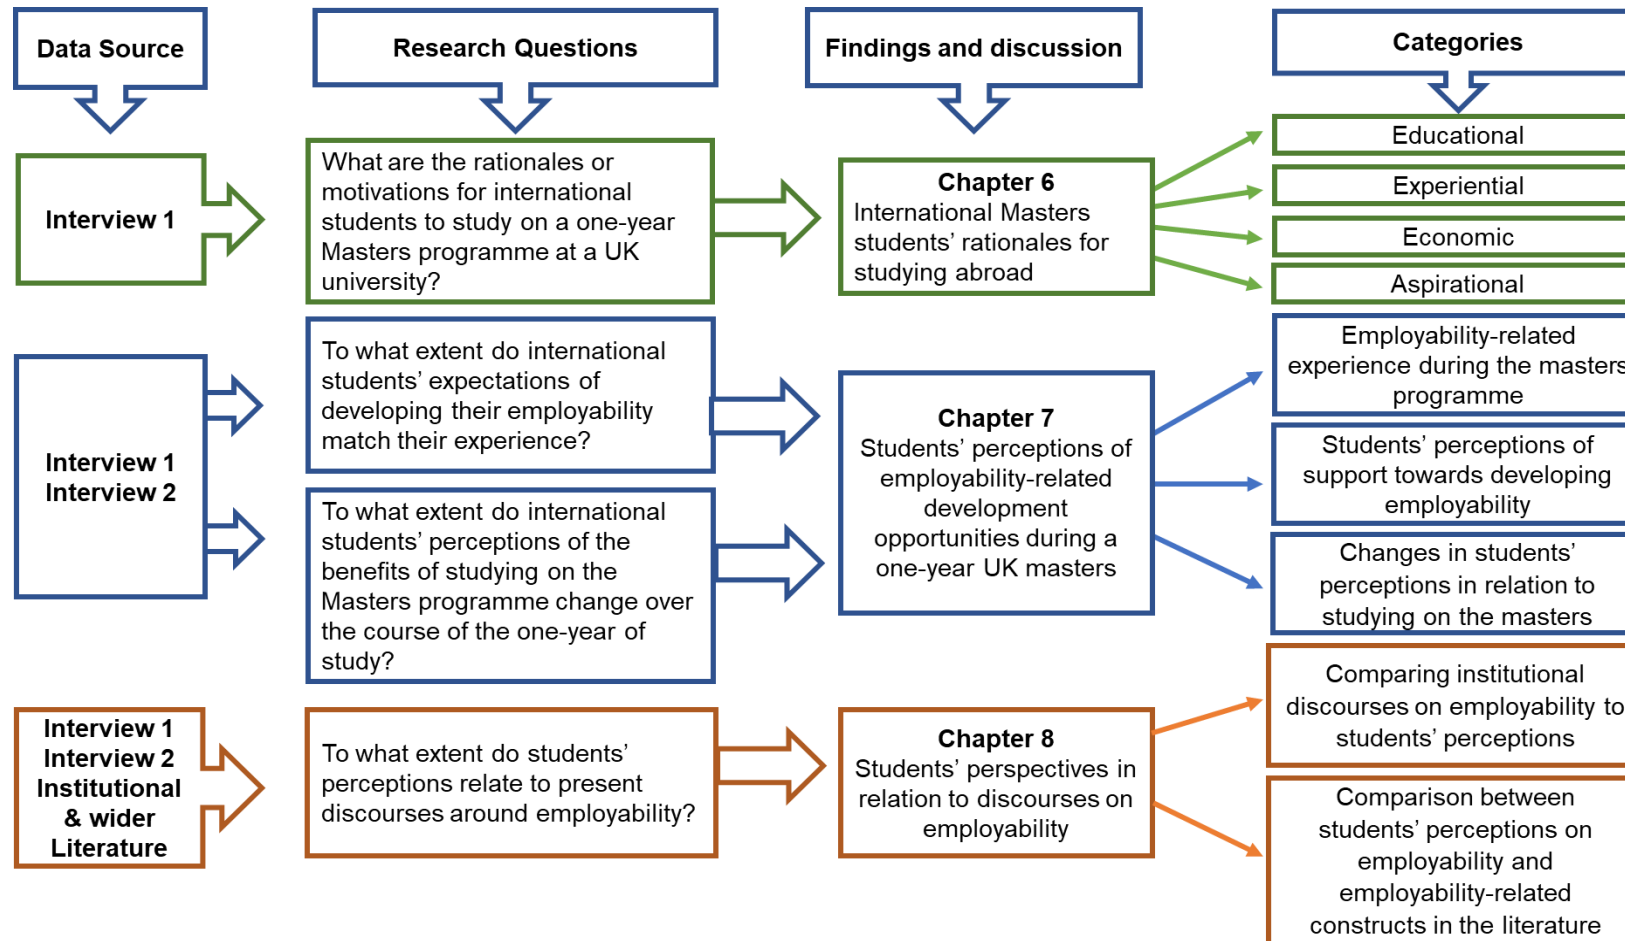 Data Source
Research Questions
Findings and discussion
Categories
Interview 1
What are the rationales or
motivations for international
students to study on a one-year
Masters programme at a UK
university?
Chapter 6
International Masters
students’ rationales for
studying abroad
Educational
Experiential
Economic
Aspirational
Interview 1
Interview 2
To what extent do international
students’ expectations of
developing their employability
match their experience?
To what extent do international
students’ perceptions of the
benefits of studying on the
Masters programme change over
the course of the one-year of
study?
Chapter 7
Students’ perceptions of
employability-related
development
opportunities during a
one-year UK masters
Employability-related
experience during the masters
programme
Students’ perceptions of
support towards developing
employability
Changes in students’
perceptions in relation to
studying on the masters
Interview 1
Interview 2
Institutional
& wider
Literature
To what extent do students’
perceptions relate to present
discourses around employability?
Chapter 8
Students’ perspectives in
relation to discourses on
employability
Comparing institutional
discourses on employability to
students’ perceptions
Comparison between
students’ perceptions on
employability and
employability-related
constructs in the literature